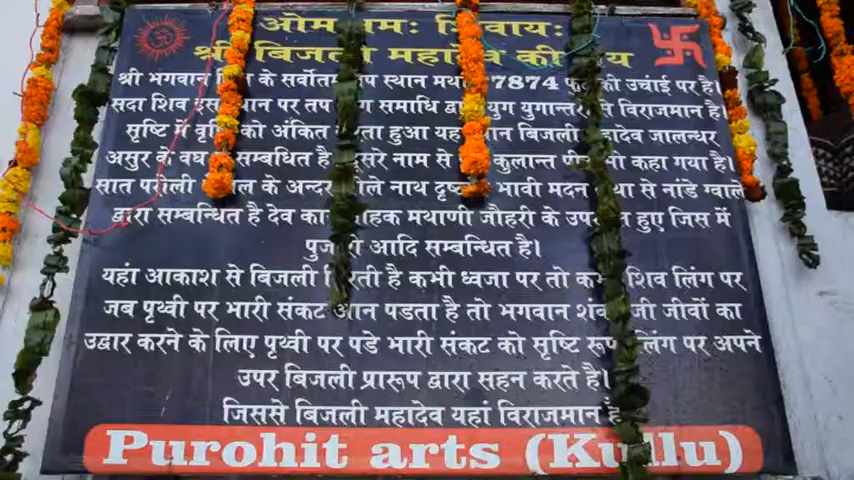 ओम नम: शिवाय:
श्री बिजली महादेव की जय
श्री भगवान शिव के सर्वोतम तप स्थान मथान 7874 फुट की उचांई पर है।
सदा शिव इस स्थान पर तप समाधि द्वारा युग युगान्तरों से विराजमान है।
सृष्टि में वृष्टि को अंकित करता हुआ यह स्थान बिजली महादेव जालन्धर
असुर के वध से सम्बन्धित है दूसरे नाम से कुलान्त पीठ भी कहा गया है।
सात परोली के अन्दर भोले नाथ दृष्टि भावी मदन कथा से नांडे ग्वाले
द्वारा सम्बन्धित है देव का मथाणी जौहरी के हुए जिस में
पुजारी आदि सम्बन्धित है।
यहां आकाश से बिजली गिरती है कभी ध्वजा पर तो कभी शिव लिंग पर
जब पृथ्वी पर भारी संकट आन पडता है तो भगवान शंकर जी जीवों का
उद्वार करने के लिए पृथ्वी पर पडे भारी संकट को सृष्टि रूप लिंग पर अपने
उपर बिजली प्रारूप द्वारा सहन करते है।
जिससे बिजली महादेव यहां विराजमान है
Purohit arts (Kullu)